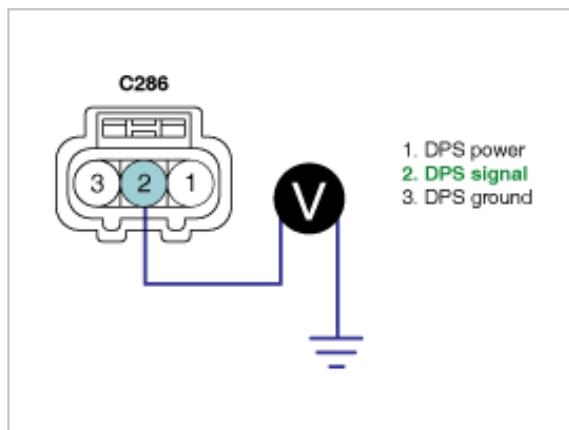 C286
3 2 1
V
1. DPS power
2. DPS signal
3. DPS ground